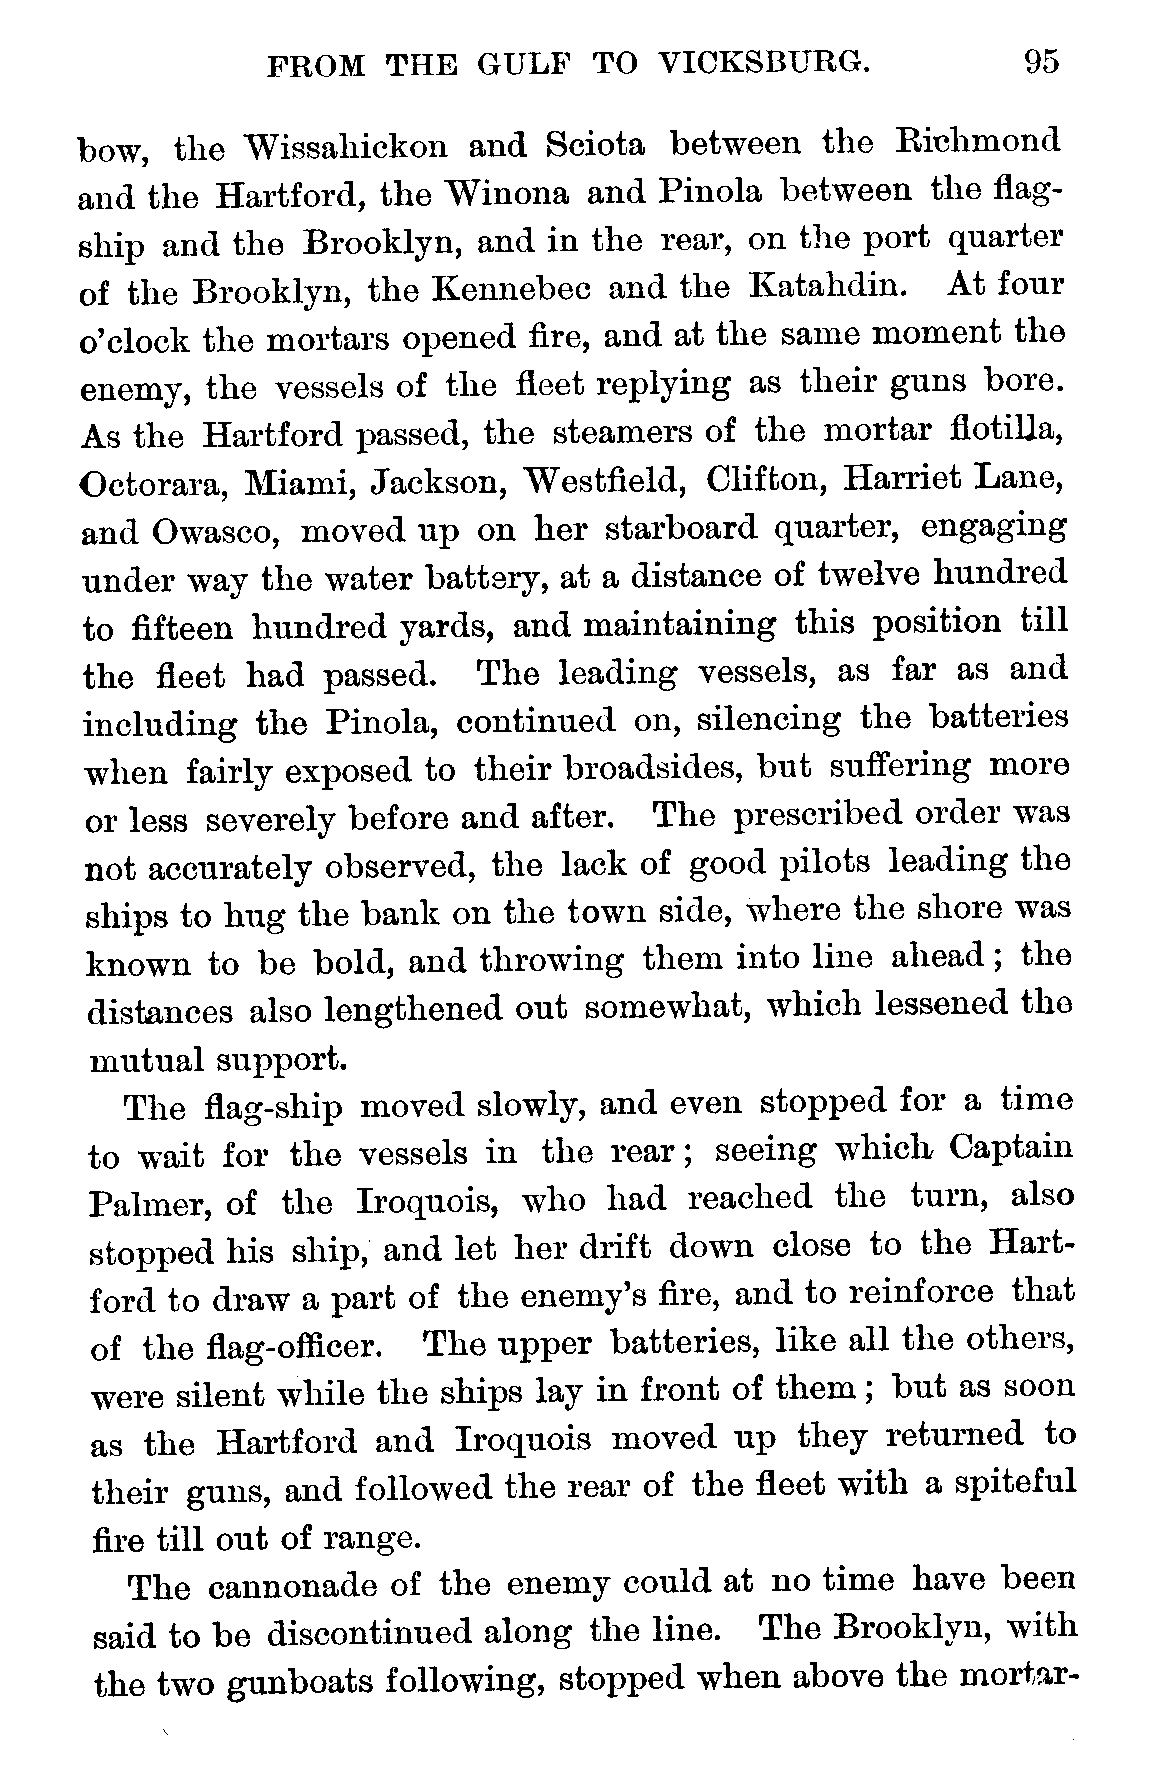 FROM THE GULF TO VICKSBURG. 95
bow, the Wissahickon and Sciota between the Richmond
and the Hartford, the Winona and Pinola between the flag-
ship and the Brooklyn, and in the rear, on the port quarter
of the Brooklyn, the Kennebec and the Katahdin. At four
o'clock the mortars opened fire, and at the same moment the
enemy, the vessels of the fleet replying as their guns bore.
As the Hartford passed, the steamers of the mortar flotilla,
Octorara, Miami, Jackson, Westfield, Clifton, Harriet Lane,
and Owasco, moved up on her starboard quarter, engaging
under way the water battery, at a distance of twelve hundred
to fifteen hundred yards, and maintaining this position till
the fleet had passed. The leading vessels, as far as and
including the Pinola, continued on, silencing the batteries
when fairly exposed to their broadsides, but suffering more
or less severely before and after. The prescribed order was
not accurately observed, the lack of good pilots leading the
ships to hug the bank on the town side, where the shore was
known to be bold, and throwing them into line ahead; the
distances also lengthened out somewhat, which lessened the
mutual support.
The flag-ship moved slowly, and even stopped for a time
to wait for the vessels in the rear; seeing which Captain
Palmer, of the Iroquois, who had reached the turn, also
stopped his ship, and let her drift down close to the Hart-
ford to draw a part of the enemy's fire, and to reinforce that
of the flag-officer. The upper batteries, like all the others,
were silent while the ships lay in front of them; but as soon
as the Hartford and Iroquois moved up they returned to
their guns, and followed the rear of the fleet with a spiteful
fire till out of range.
The cannonade of the enemy could at no time have been
said to be discontinued along the line. The Brooklyn, with
the two gunboats following, stopped when above the mortar-